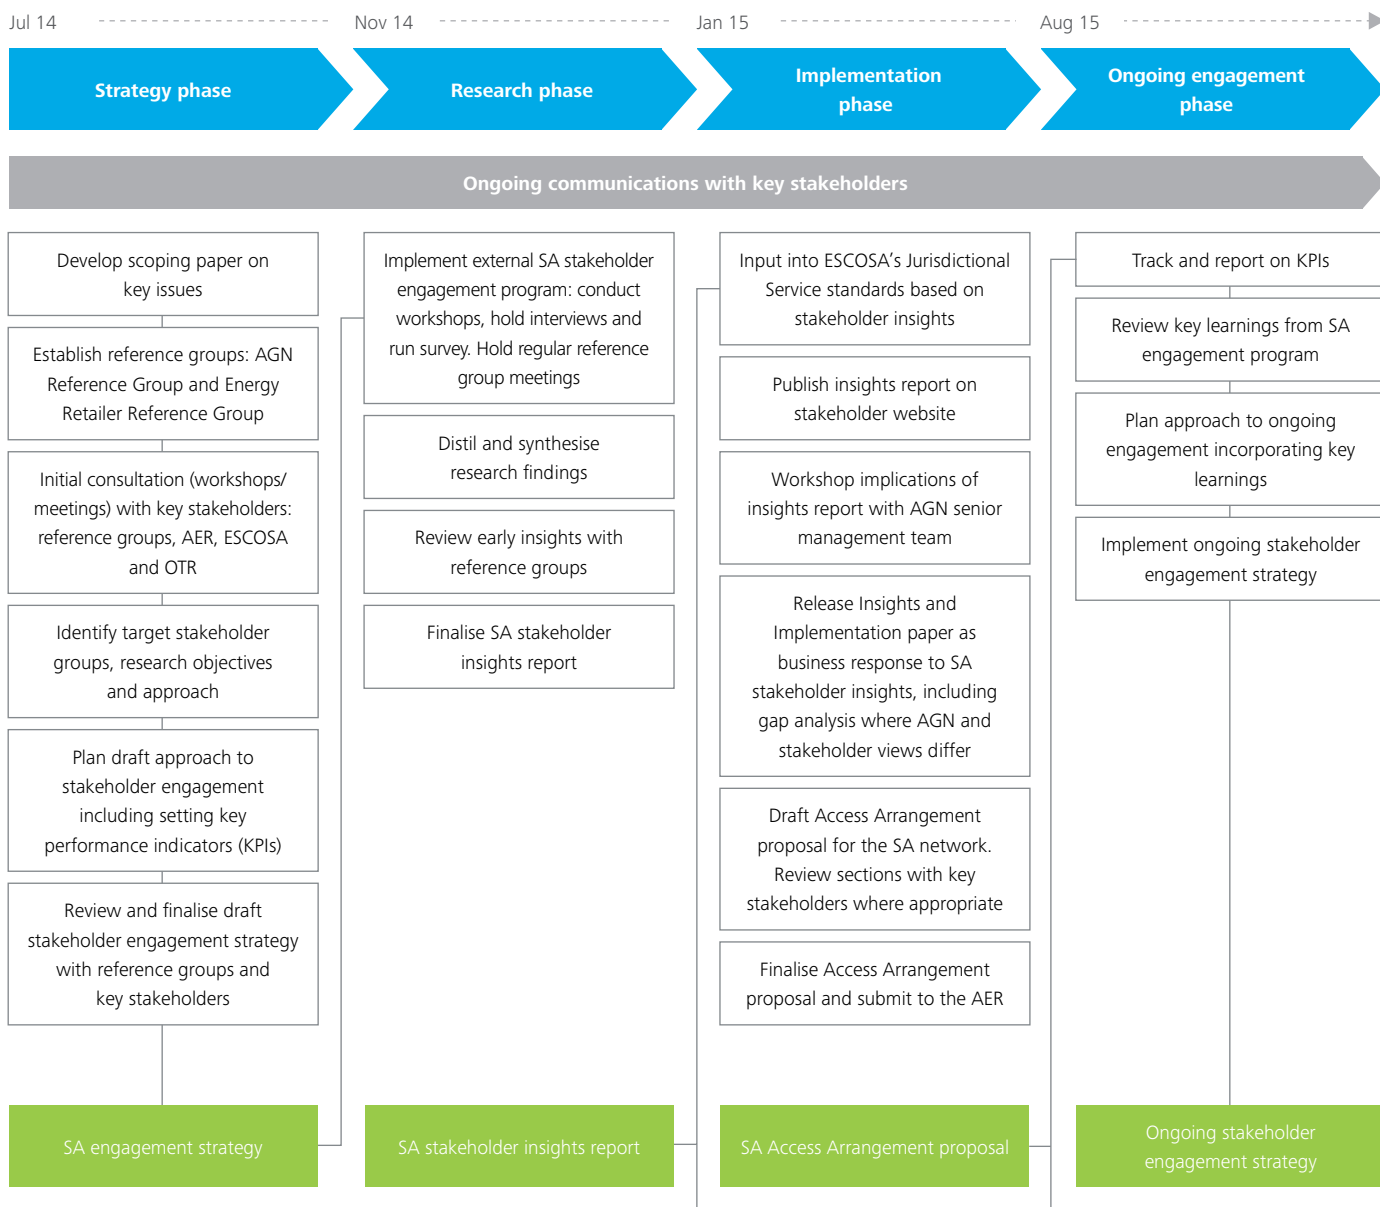 Jul 14
Nov 14
Jan 15
Aug 15
Strategy phase
Research phase
Implementation
phase
Ongoing engagement
phase
Ongoing communications with key stakeholders
Develop scoping paper on
key issues
Establish reference groups: AGN
Reference Group and Energy
Retailer Reference Group
Initial consultation (workshops/
meetings) with key stakeholders:
reference groups, AER, ESCOSA
and OTR
Identify target stakeholder
groups, research objectives
and approach
Plan draft approach to
stakeholder engagement
including setting key
performance indicators (KPIs)
Review and finalise draft
stakeholder engagement strategy
with reference groups and
key stakeholders
SA engagement strategy
Implement external SA stakeholder
engagement program: conduct
workshops, hold interviews and
run survey. Hold regular reference
group meetings
Distil and synthesise
research findings
Review early insights with
reference groups
Finalise SA stakeholder
insights report
SA stakeholder insights report
Input into ESCOSA's Jurisdictional
Service standards based on
stakeholder insights
Publish insights report on
stakeholder website
Workshop implications of
insights report with AGN senior
management team
Release Insights and
Implementation paper as
business response to SA
stakeholder insights, including
gap analysis where AGN and
stakeholder views differ
Draft Access Arrangement
proposal for the SA network.
Review sections with key
stakeholders where appropriate
Finalise Access Arrangement
proposal and submit to the AER
SA Access Arrangement proposal
Track and report on KPIs
Review key learnings from SA
engagement program
Plan approach to ongoing
engagement incorporating key
learnings
Implement ongoing stakeholder
engagement strategy
Ongoing stakeholder
engagement strategy